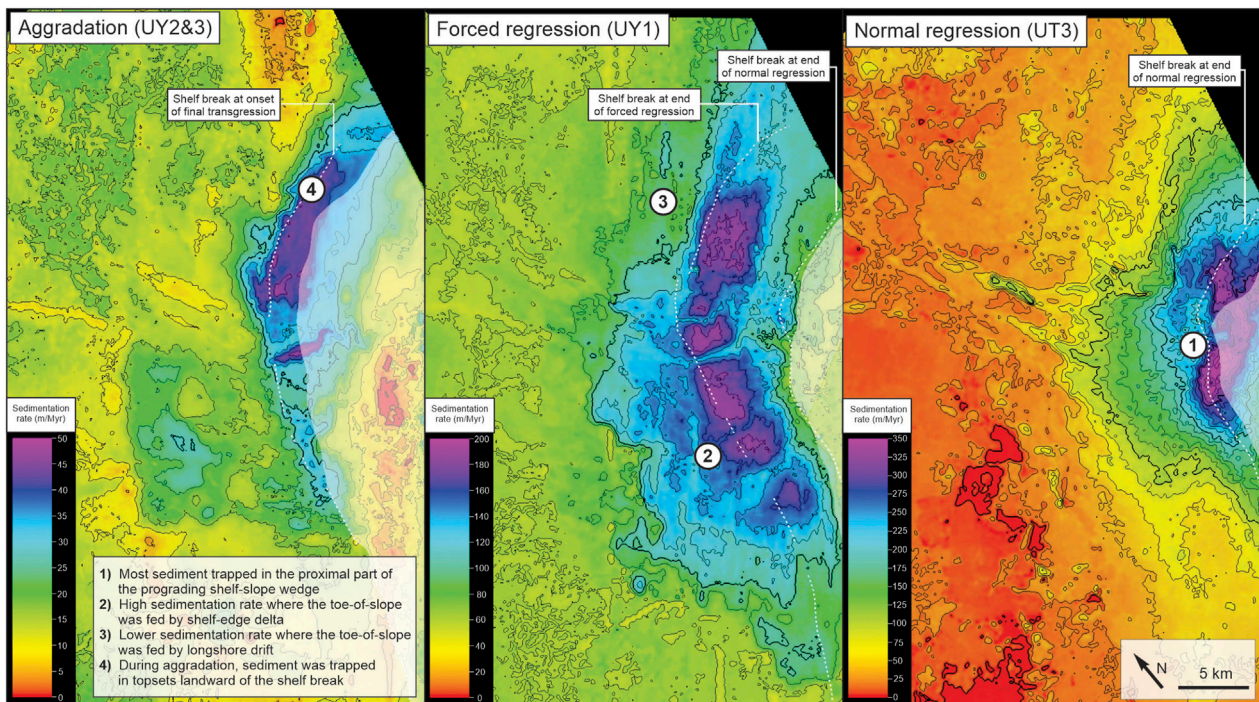 Aggradation (UY2&3)
Shelf break at onset
of final transgression
4
Sedimentation
rate (m/Myr)
50
45
40
35
30
25
20
15
10
5
0
1) Most sediment trapped in the proximal part of
the prograding shelf-slope wedge
2) High sedimentation rate where the toe-of-slope
was fed by shelf-edge delta
3) Lower sedimentation rate where the toe-of-slope
was fed by longshore drift
4) During aggradation, sediment was trapped
in topsets landward of the shelf break
Forced regression (UY1)
Shelf break at end
of normal regression
Shelf break at end
of forced regression
3
2
Sedimentation
rate (m/Myr)
200
180
160
140
120
100
80
60
40
20
0
Normal regression (UT3)
Shelf break at end
of normal regression
1
Sedimentation
rate (m/Myr)
350
325
300
275
250
225
200
175
150
125
100
75
50
25
0
N
5 km